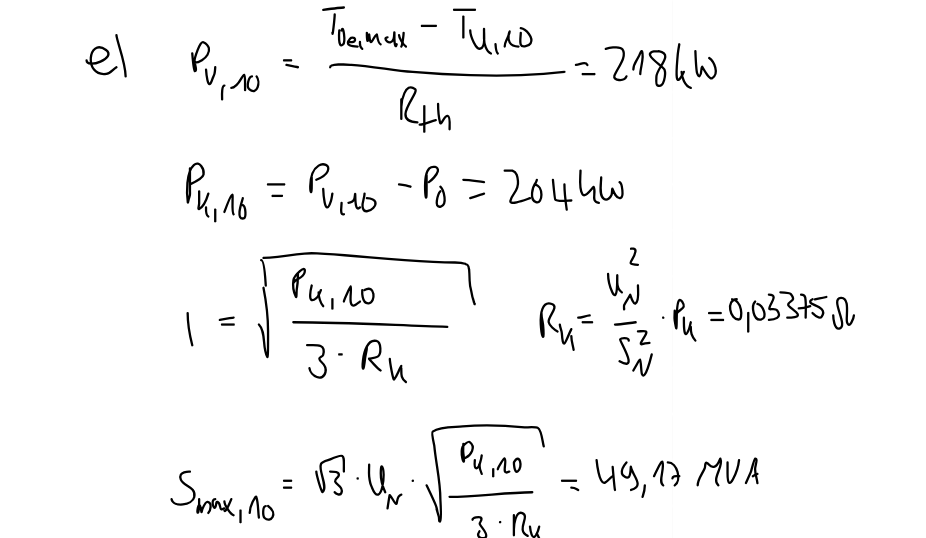 e) P_{V,10} = \frac{T_{Oe,max} - T_{U,10}}{R_{th}} = 218 kW
P_{K,10} = P_{V,10} - P_0 = 204 kW
I = \sqrt{\frac{P_{K,10}}{3 \cdot R_K}} R_K = \frac{U_N^2}{S_N^2} \cdot P_K = 0,03375 Ω
S_{max,10} = \sqrt{3} \cdot U_N \cdot \sqrt{\frac{P_{K,10}}{3 \cdot R_K}} = 49,17 MVA